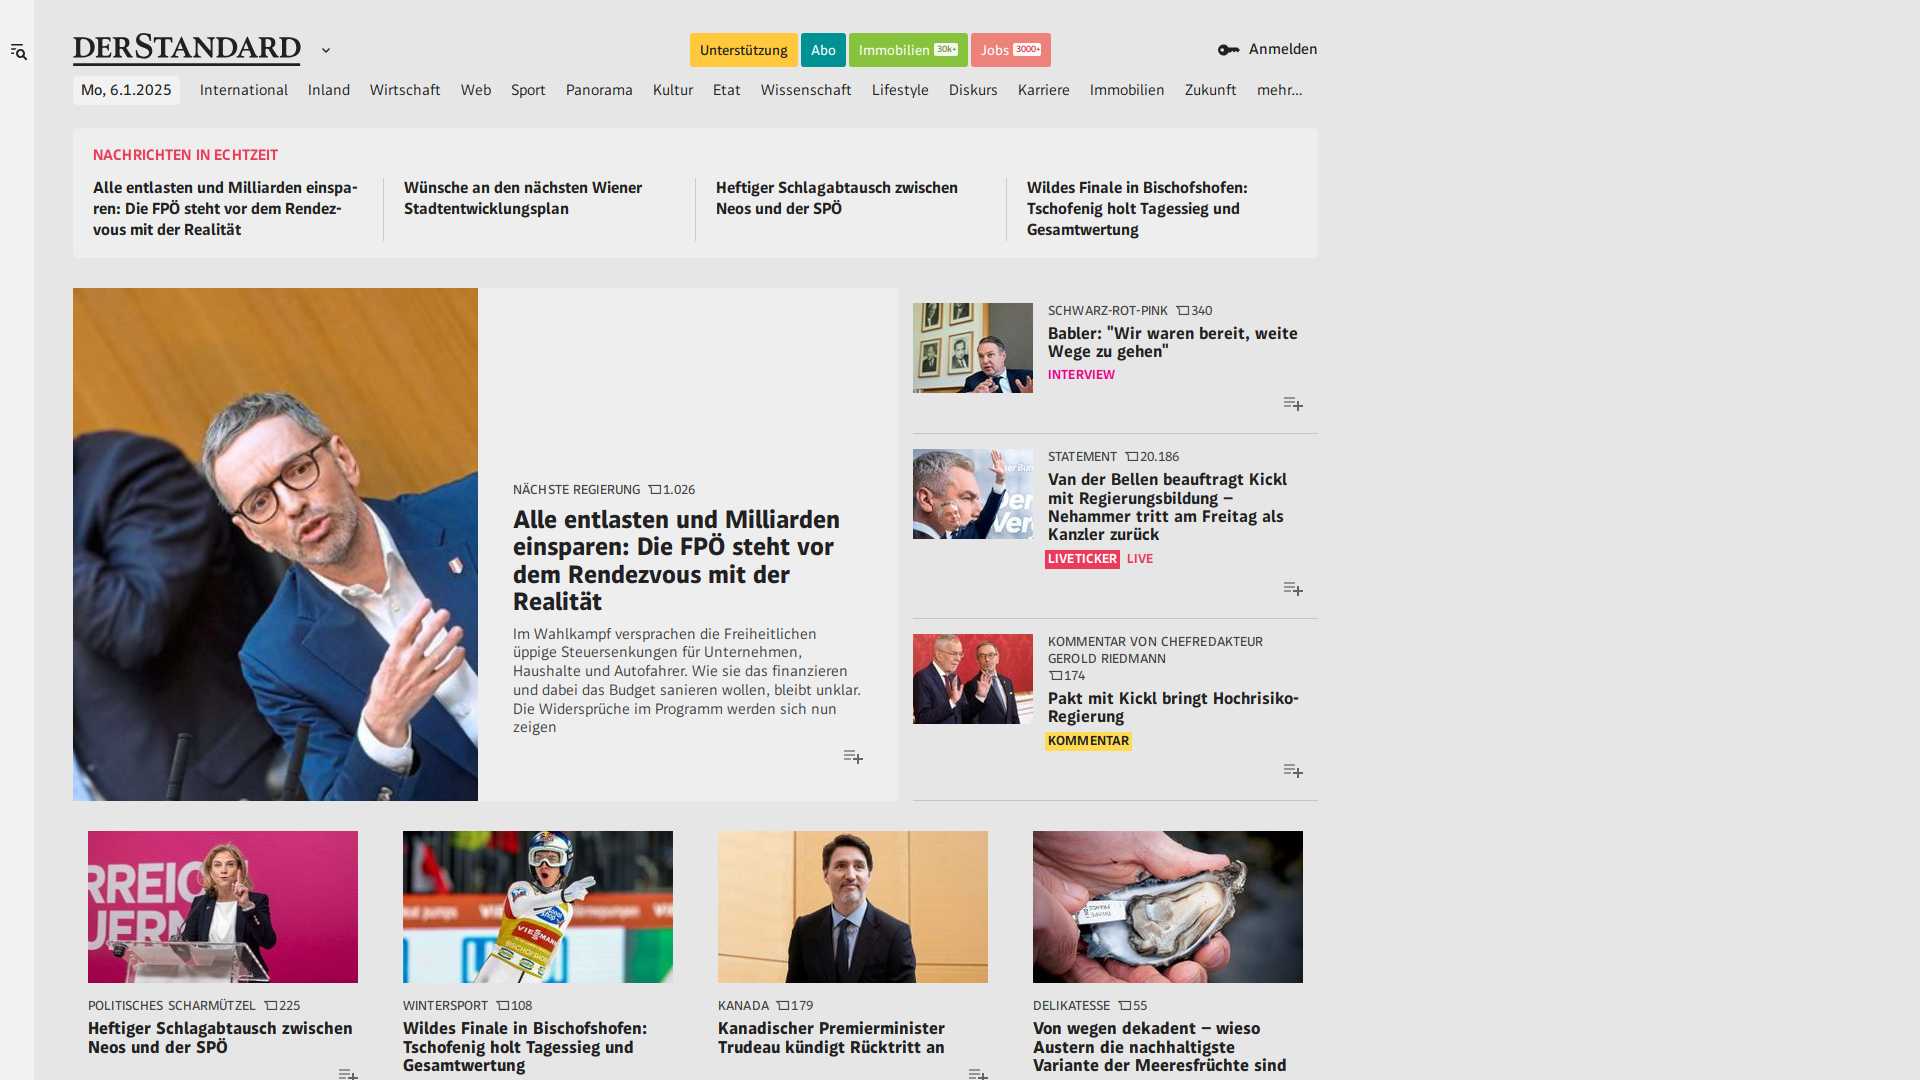 DERSTANDARD
Unterstützung
Abo
Immobilien 30k+
Jobs 3000+
Anmelden
Mo, 6.1.2025
International
Inland
Wirtschaft
Web
Sport
Panorama
Kultur
Etat
Wissenschaft
Lifestyle
Diskurs
Karriere
Immobilien
Zukunft
mehr…
NACHRICHTEN IN ECHTZEIT
Alle entlasten und Milliarden einspa-
ren: Die FPÖ steht vor dem Rendez-
vous mit der Realität
Wünsche an den nächsten Wiener
Stadtentwicklungsplan
Heftiger Schlagabtausch zwischen
Neos und der SPÖ
Wildes Finale in Bischofshofen:
Tschofenig holt Tagessieg und
Gesamtwertung
NÄCHSTE REGIERUNG 1.026
Alle entlasten und Milliarden
einsparen: Die FPÖ steht vor
dem Rendezvous mit der
Realität
Im Wahlkampf versprachen die Freiheitlichen
üppige Steuersenkungen für Unternehmen,
Haushalte und Autofahrer. Wie sie das finanzieren
und dabei das Budget sanieren wollen, bleibt unklar.
Die Widersprüche im Programm werden sich nun
zeigen
SCHWARZ-ROT-PINK 340
Babler: "Wir waren bereit, weite
Wege zu gehen"
INTERVIEW
STATEMENT 20.186
Van der Bellen beauftragt Kickl
mit Regierungsbildung –
Nehammer tritt am Freitag als
Kanzler zurück
LIVETICKER LIVE
KOMMENTAR VON CHEFREDAKTEUR
GEROLD RIEDMANN
174
Pakt mit Kickl bringt Hochrisiko-
Regierung
KOMMENTAR
RREIC
UERN
VIESMANN
BISCHOFSHOFEN
POLITISCHES SCHARMÜTZEL 225
Heftiger Schlagabtausch zwischen
Neos und der SPÖ
WINTERSPORT 108
Wildes Finale in Bischofshofen:
Tschofenig holt Tagessieg und
Gesamtwertung
KANADA 179
Kanadischer Premierminister
Trudeau kündigt Rücktritt an
DELIKATESSE 55
Von wegen dekadent – wieso
Austern die nachhaltigste
Variante der Meeresfrüchte sind